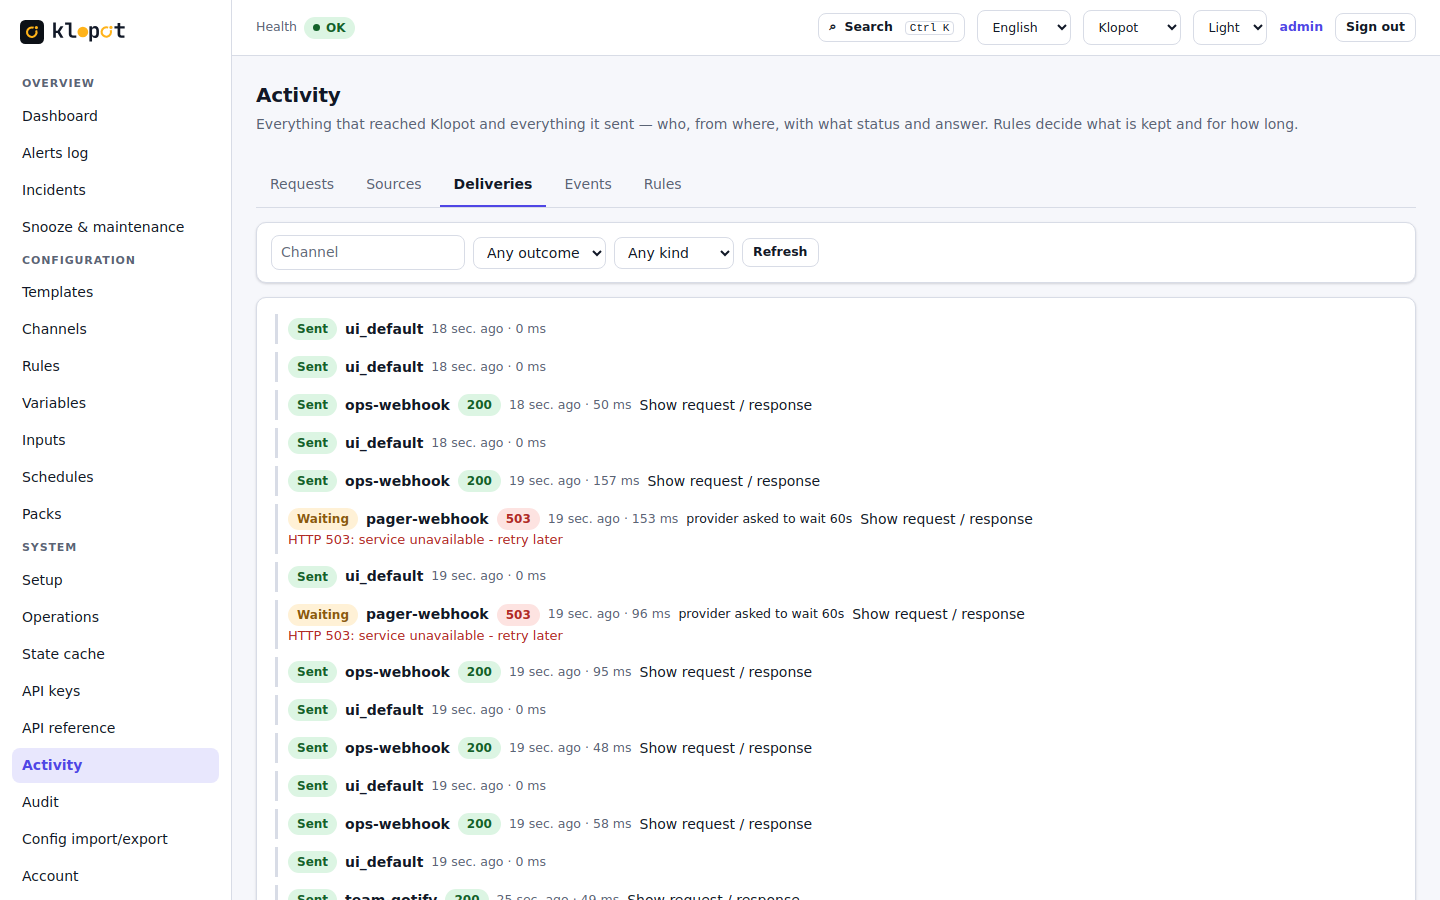 klopot
Health OK Search Ctrl K English Klopot Light admin Sign out
OVERVIEW
Dashboard
Alerts log
Incidents
Snooze & maintenance
CONFIGURATION
Templates
Channels
Rules
Variables
Inputs
Schedules
Packs
SYSTEM
Setup
Operations
State cache
API keys
API reference
Activity
Audit
Config import/export
Account
Activity
Everything that reached Klopot and everything it sent — who, from where, with what status and answer. Rules decide what is kept and for how long.
Requests Sources Deliveries Events Rules
Channel Any outcome Any kind Refresh
Sent ui_default 18 sec. ago · 0 ms
Sent ui_default 18 sec. ago · 0 ms
Sent ops-webhook 200 18 sec. ago · 50 ms Show request / response
Sent ui_default 18 sec. ago · 0 ms
Sent ops-webhook 200 19 sec. ago · 157 ms Show request / response
Waiting pager-webhook 503 19 sec. ago · 153 ms provider asked to wait 60s Show request / response
HTTP 503: service unavailable - retry later
Sent ui_default 19 sec. ago · 0 ms
Waiting pager-webhook 503 19 sec. ago · 96 ms provider asked to wait 60s Show request / response
HTTP 503: service unavailable - retry later
Sent ops-webhook 200 19 sec. ago · 95 ms Show request / response
Sent ui_default 19 sec. ago · 0 ms
Sent ops-webhook 200 19 sec. ago · 48 ms Show request / response
Sent ui_default 19 sec. ago · 0 ms
Sent ops-webhook 200 19 sec. ago · 58 ms Show request / response
Sent ui_default 19 sec. ago · 0 ms
Sent team-gotify 200 25 sec. ago · 49 ms Show request / response